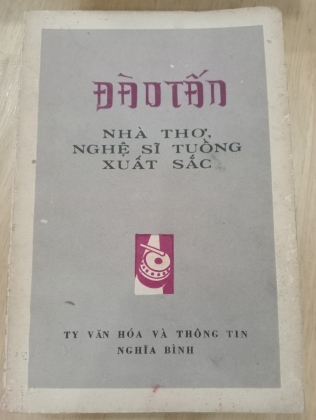 ĐÀO TẤN
NHÀ THƠ,
NGHỆ SĨ TUỒNG
XUẤT SẮC
TY VĂN HÓA VÀ THÔNG TIN
NGHĨA BÌNH